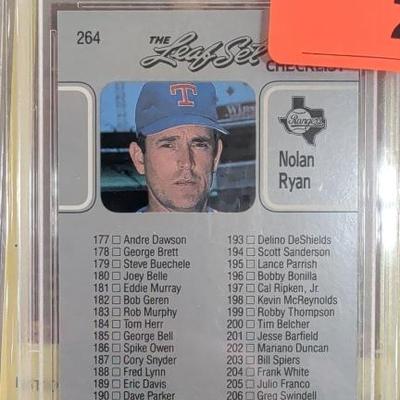 264
THE
Leaf Set
CHECKLIST
T
Rangers
Nolan
Ryan
177 Andre Dawson
178 George Brett
179 Steve Buechele
180 Joey Belle
181 Eddie Murray
182 Bob Geren
183 Rob Murphy
184 Tom Herr
185 George Bell
186 Spike Owen
187 Cory Snyder
188 Fred Lynn
189 Eric Davis
190 Dave Parker
193 Delino DeShields
194 Scott Sanderson
195 Lance Parrish
196 Bobby Bonilla
197 Cal Ripken, Jr.
198 Kevin McReynolds
199 Robby Thompson
200 Tim Belcher
201 Jesse Barfield
202 Mariano Duncan
203 Bill Spiers
204 Frank White
205 Julio Franco
206 Greg Swindell